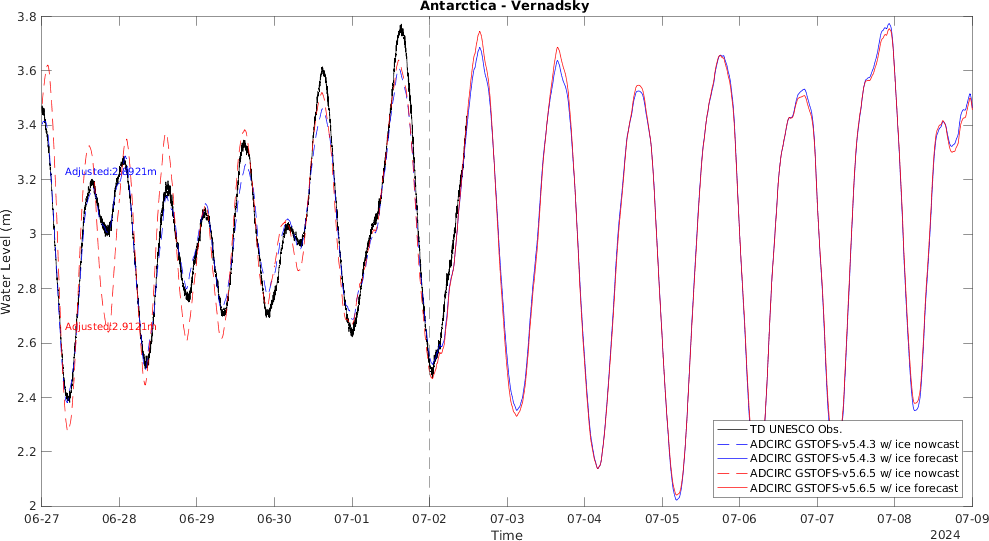 Antarctica - Vernadsky
3.8
3.6
3.4
3.2
3
2.8
2.6
2.4
2.2
2
Water Level (m)
Adjusted:2.8921m
Adjusted:2.9121m
TD UNESCO Obs.
ADCIRC GSTOFS-v5.4.3 w/ ice nowcast
ADCIRC GSTOFS-v5.4.3 w/ ice forecast
ADCIRC GSTOFS-v5.6.5 w/ ice nowcast
ADCIRC GSTOFS-v5.6.5 w/ ice forecast
06-27 06-28 06-29 06-30 07-01 07-02 07-03 07-04 07-05 07-06 07-07 07-08 07-09
Time
2024